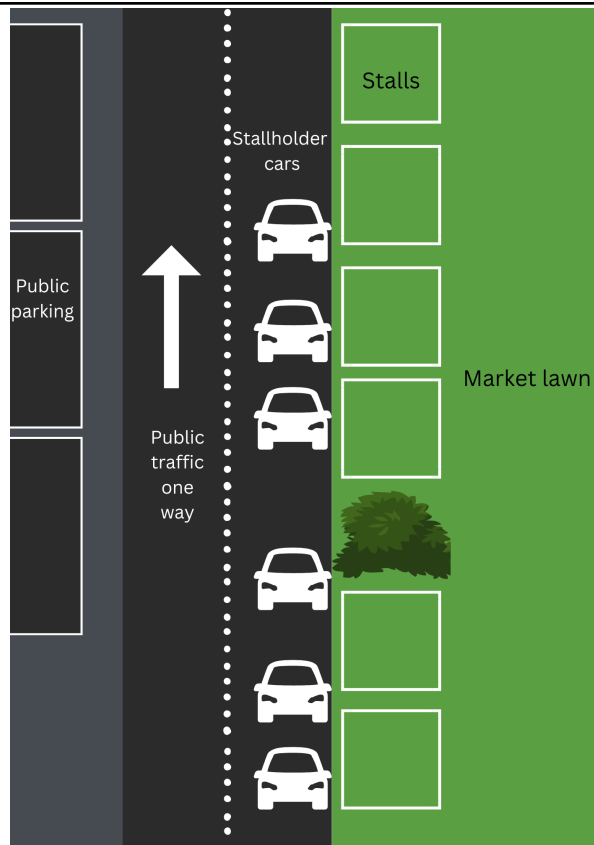 Stalls
Stallholder
cars
Public
parking
Market lawn
Public
traffic
one
way